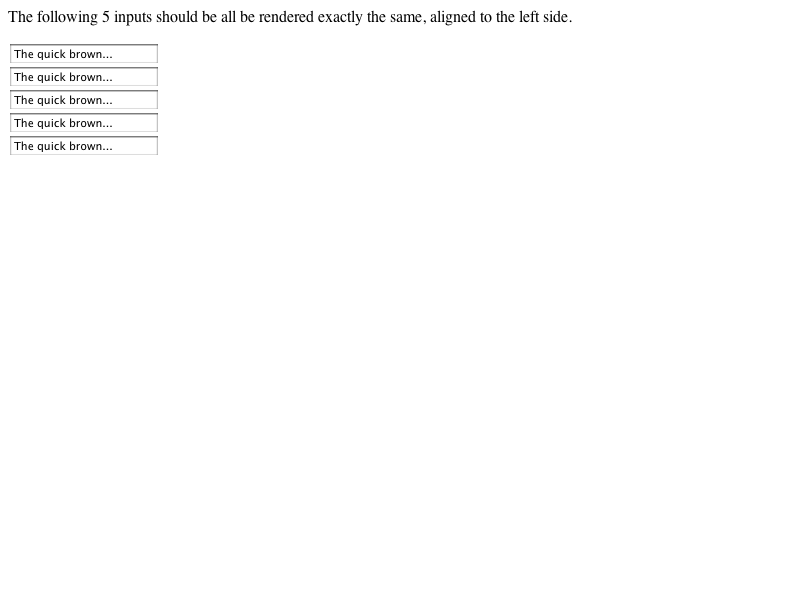 The following 5 inputs should be all be rendered exactly the same, aligned to the left side.
The quick brown...
The quick brown...
The quick brown...
The quick brown...
The quick brown...